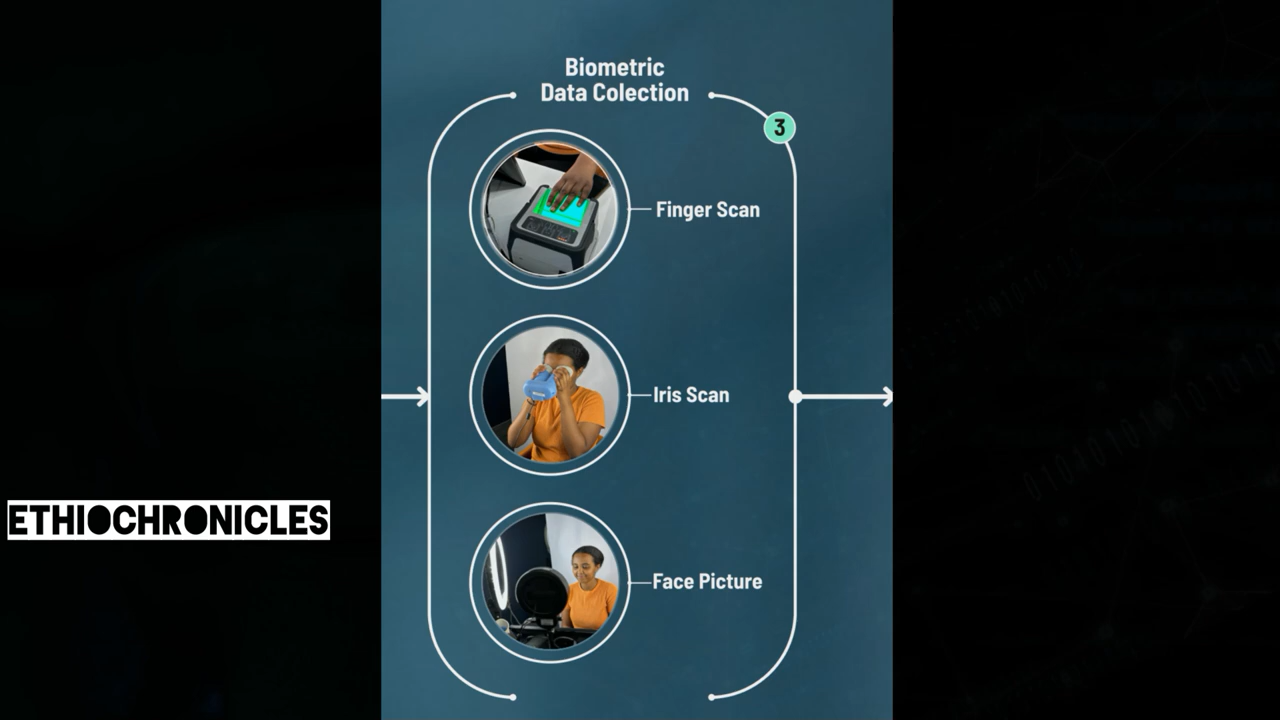 Biometric
Data Colection
3
Finger Scan
Iris Scan
ETHIOCHRONICLES
Face Picture